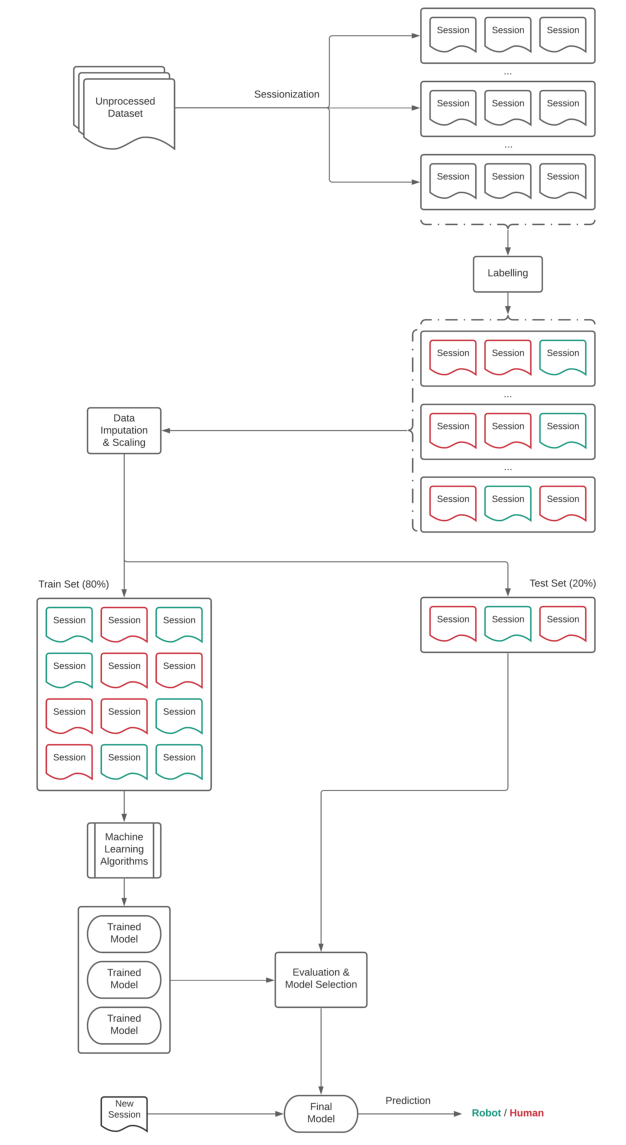 Session Session Session
...
Unprocessed
Dataset
Sessionization
Session Session Session
...
Session Session Session
Labelling
Session Session Session
...
Data
Imputation
& Scaling
Session Session Session
...
Session Session Session
Train Set (80%)
Test Set (20%)
Session Session Session
Session Session Session
Session Session Session
Session Session Session
Session Session Session
Machine
Learning
Algorithms
Trained
Model
Trained
Model
Trained
Model
Evaluation &
Model Selection
New
Session
Final
Model
Prediction
Robot / Human